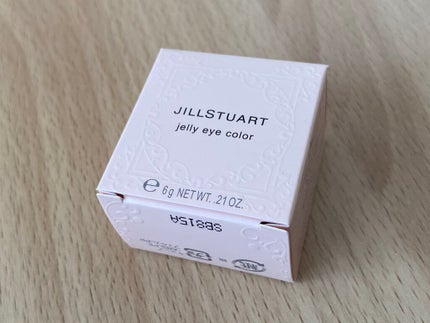 JILLSTUART
jelly eye color
e 6g NET WT. .21 OZ.
SB815A